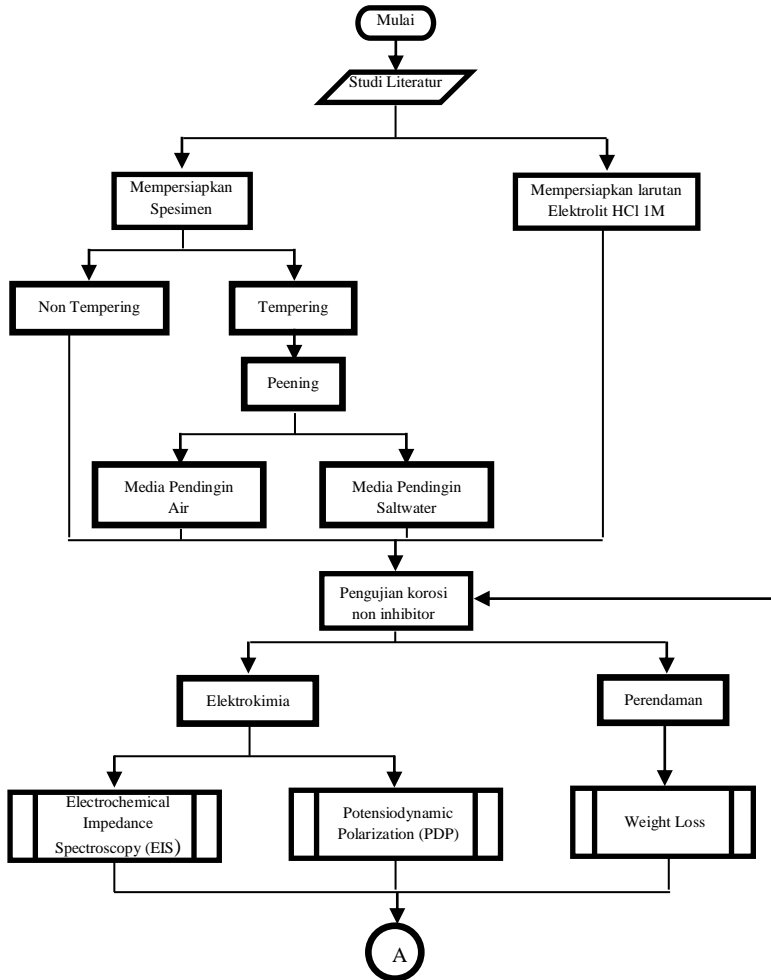 Mulai
Studi Literatur
Mempersiapkan
Spesimen
Mempersiapkan larutan
Elektrolit HCl 1M
Non Tempering
Tempering
Peening
Media Pendingin
Air
Media Pendingin
Saltwater
Pengujian korosi
non inhibitor
Elektrokimia
Perendaman
Electrochemical
Impedance
Spectroscopy (EIS)
Potensiodynamic
Polarization (PDP)
Weight Loss
A